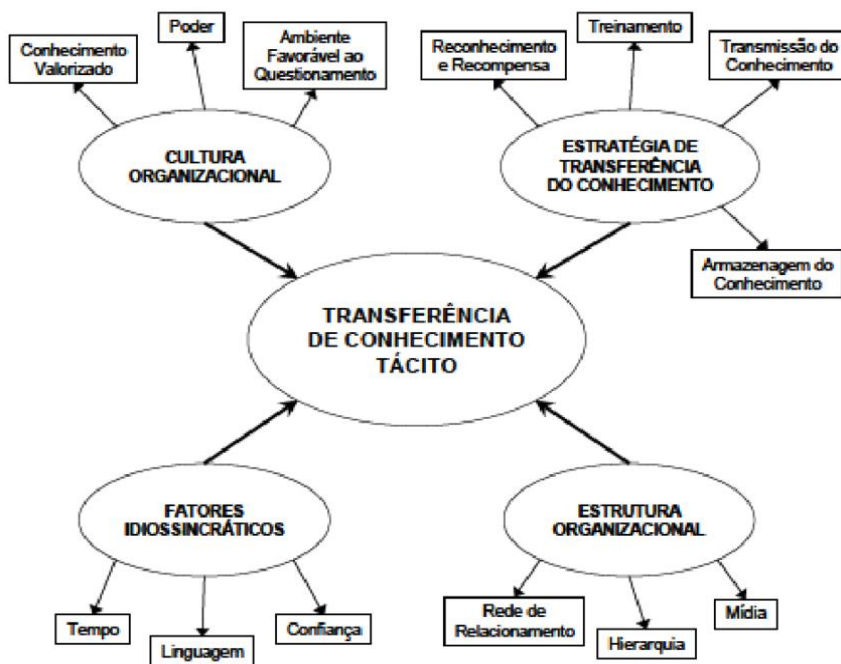 Conhecimento
Valorizado
Poder
Ambiente
Favorável ao
Questionamento
CULTURA
ORGANIZACIONAL
Reconhecimento
e Recompensa
Treinamento
Transmissão do
Conhecimento
ESTRATÉGIA DE
TRANSFERÊNCIA
DO CONHECIMENTO
Armazenagem do
Conhecimento
TRANSFERÊNCIA
DE CONHECIMENTO
TÁCITO
FATORES
IDIOSSINCRÁTICOS
Tempo
Linguagem
Confiança
ESTRUTURA
ORGANIZACIONAL
Rede de
Relacionamento
Hierarquia
Mídia